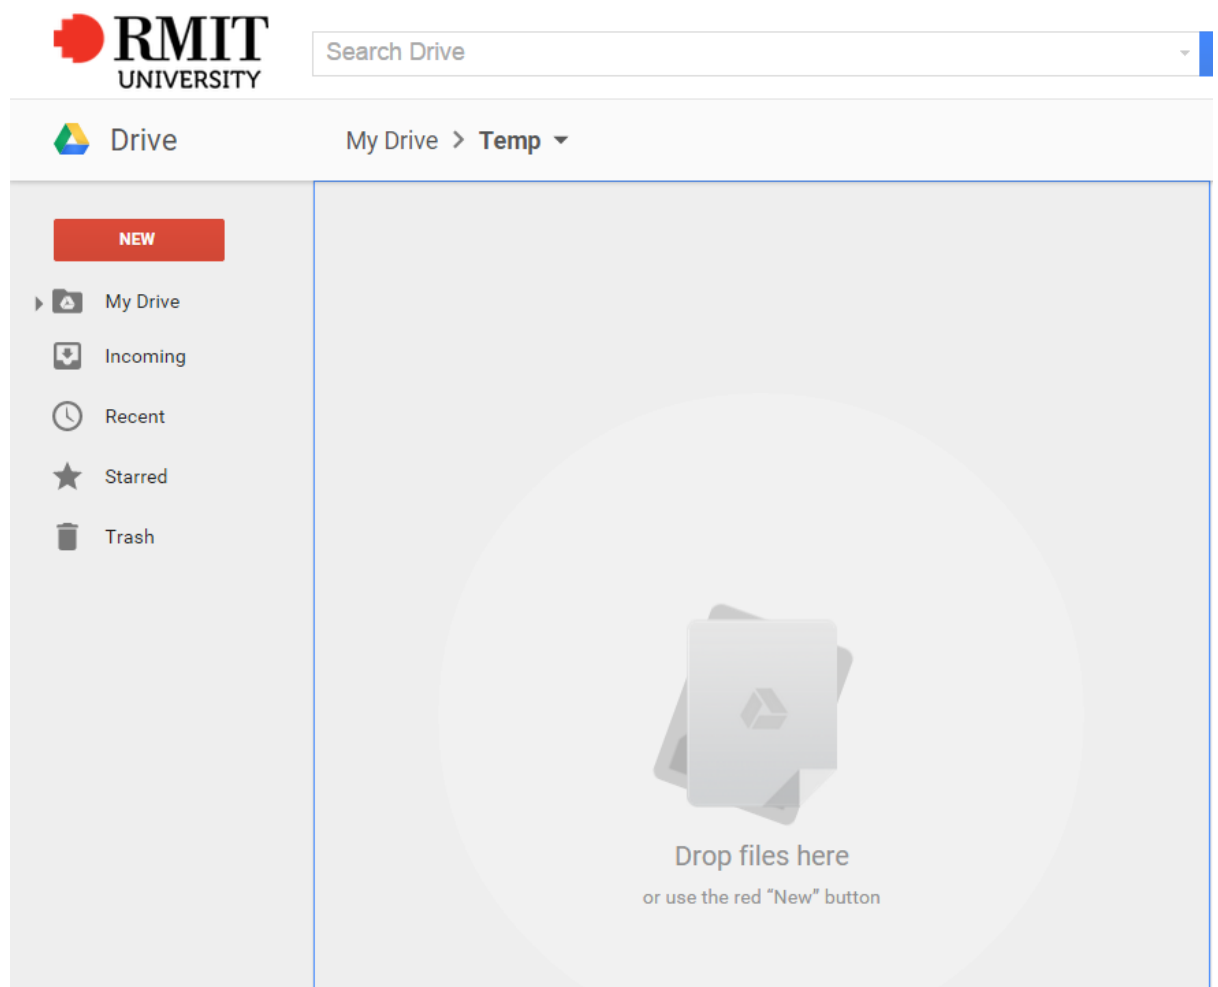 RMIT
UNIVERSITY
Search Drive
Drive
My Drive > Temp
NEW
My Drive
Incoming
Recent
Starred
Trash
Drop files here
or use the red “New” button